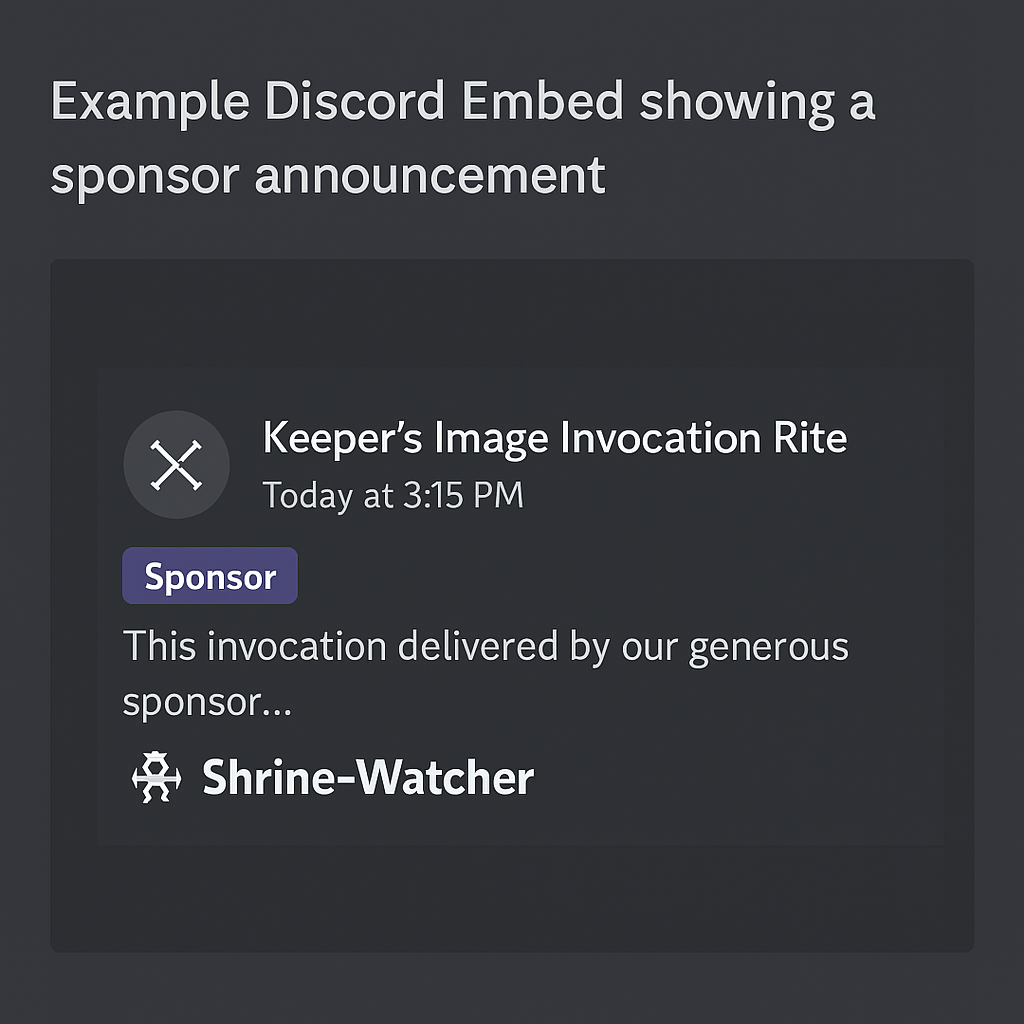 Example Discord Embed showing a
sponsor announcement
Keeper’s Image Invocation Rite
Today at 3:15 PM
Sponsor
This invocation delivered by our generous
sponsor...
Shrine-Watcher